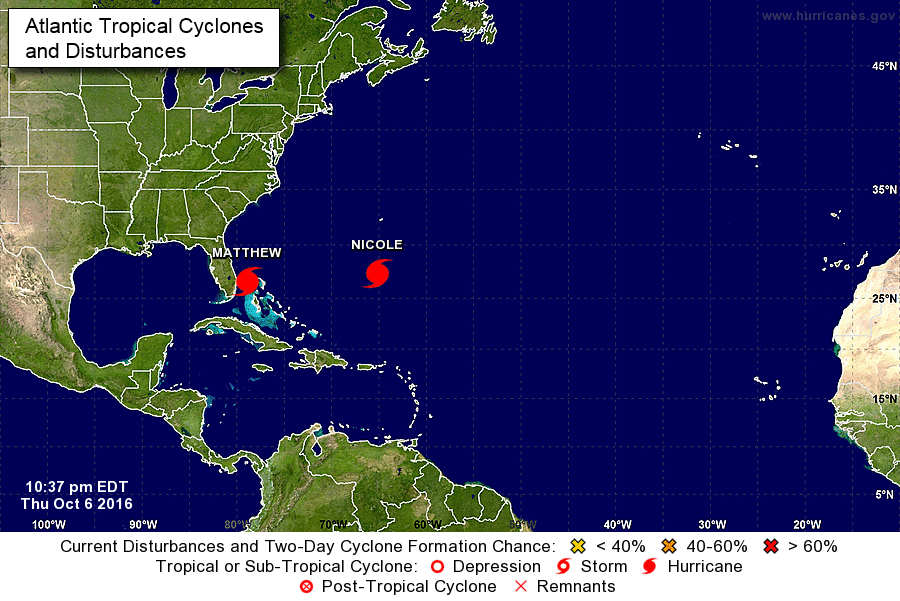 Atlantic Tropical Cyclones
and Disturbances
www.hurricanes.gov
45°N
35°N
MATTHEW
NICOLE
25°N
15°N
5°N
10:37 pm EDT
Thu Oct 6 2016
100°W 90°W 80°W 70°W 60°W 50°W 40°W 30°W 20°W
Current Disturbances and Two-Day Cyclone Formation Chance: < 40% 40-60% > 60%
Tropical or Sub-Tropical Cyclone: Depression Storm Hurricane
Post-Tropical Cyclone Remnants